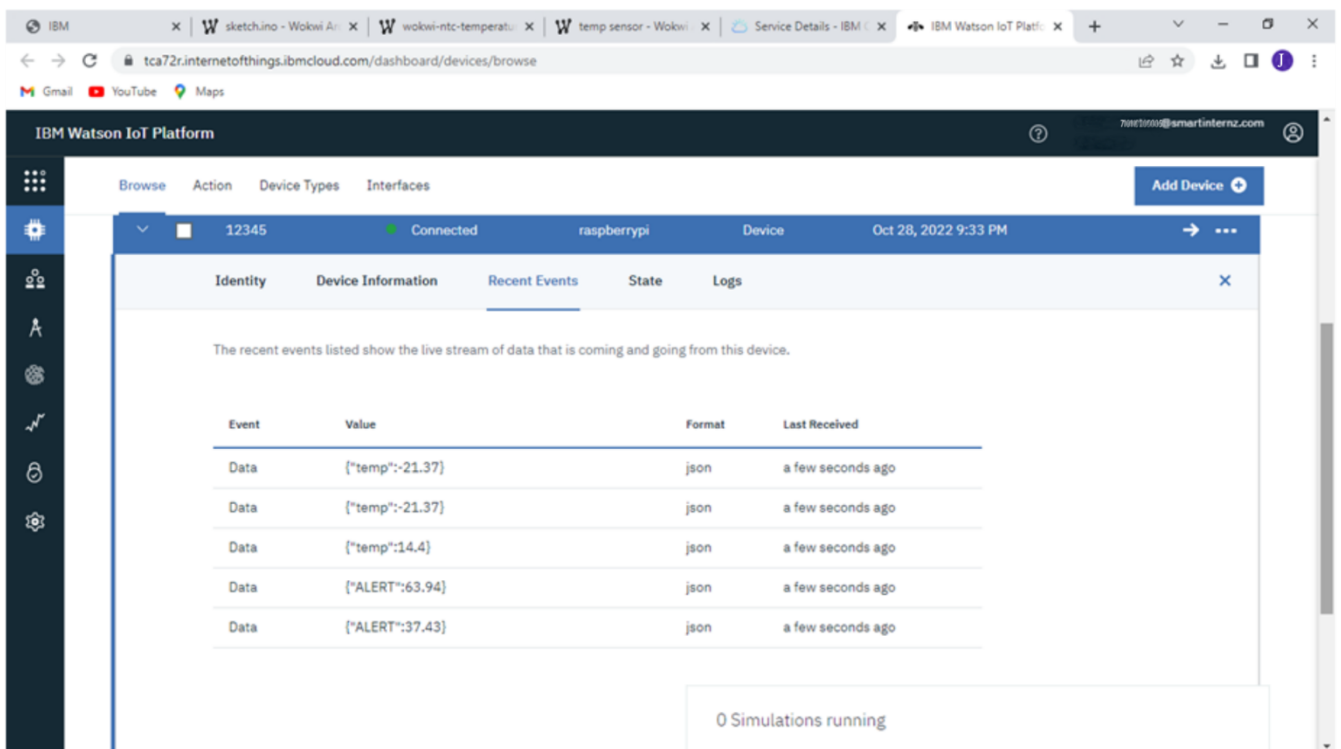 IBM
sketch.ino - Wokwi Ar
wokwi-ntc-temperatu
temp sensor - Wokwi
Service Details - IBM C
IBM Watson IoT Platfo
tca72r.internetofthings.ibmcloud.com/dashboard/devices/browse
J
Gmail YouTube Maps
IBM Watson IoT Platform
@smartinternz.com
Browse Action Device Types Interfaces
Add Device
12345 Connected raspberrypi Device Oct 28, 2022 9:33 PM
Identity Device Information Recent Events State Logs
The recent events listed show the live stream of data that is coming and going from this device.
Event Value Format Last Received
Data {"temp":-21.37} json a few seconds ago
Data {"temp":-21.37} json a few seconds ago
Data {"temp":14.4} json a few seconds ago
Data {"ALERT":63.94} json a few seconds ago
Data {"ALERT":37.43} json a few seconds ago
0 Simulations running